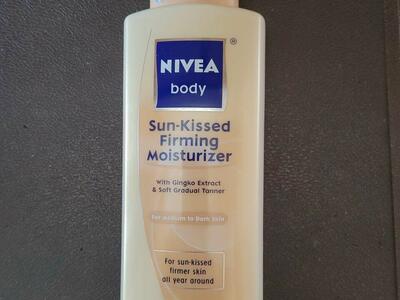 NIVEA
®
body
Sun-Kissed
Firming
Moisturizer
with Gingko Extract
& Soft Gradual Tanner
For Medium to Dark Skin
For sun-kissed
firmer skin
all year around